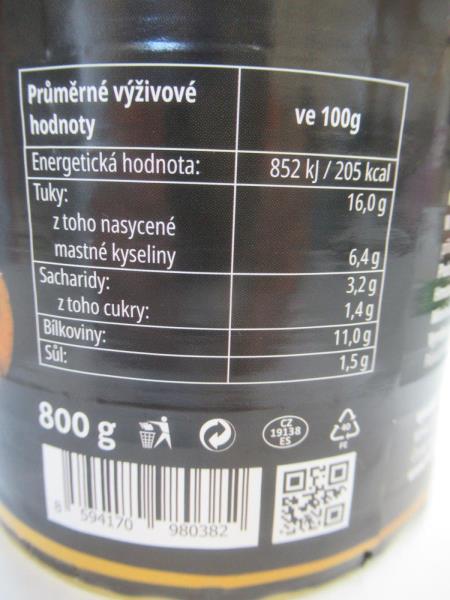 Průměrné výživové hodnoty ve 100g
Energetická hodnota: 852 kJ / 205 kcal
Tuky: 16,0 g
z toho nasycené
mastné kyseliny 6,4 g
Sacharidy: 3,2 g
z toho cukry: 1,4 g
Bílkoviny: 11,0 g
Sůl: 1,5 g
800 g
CZ
19138
ES
40
FE
8 594170 980382